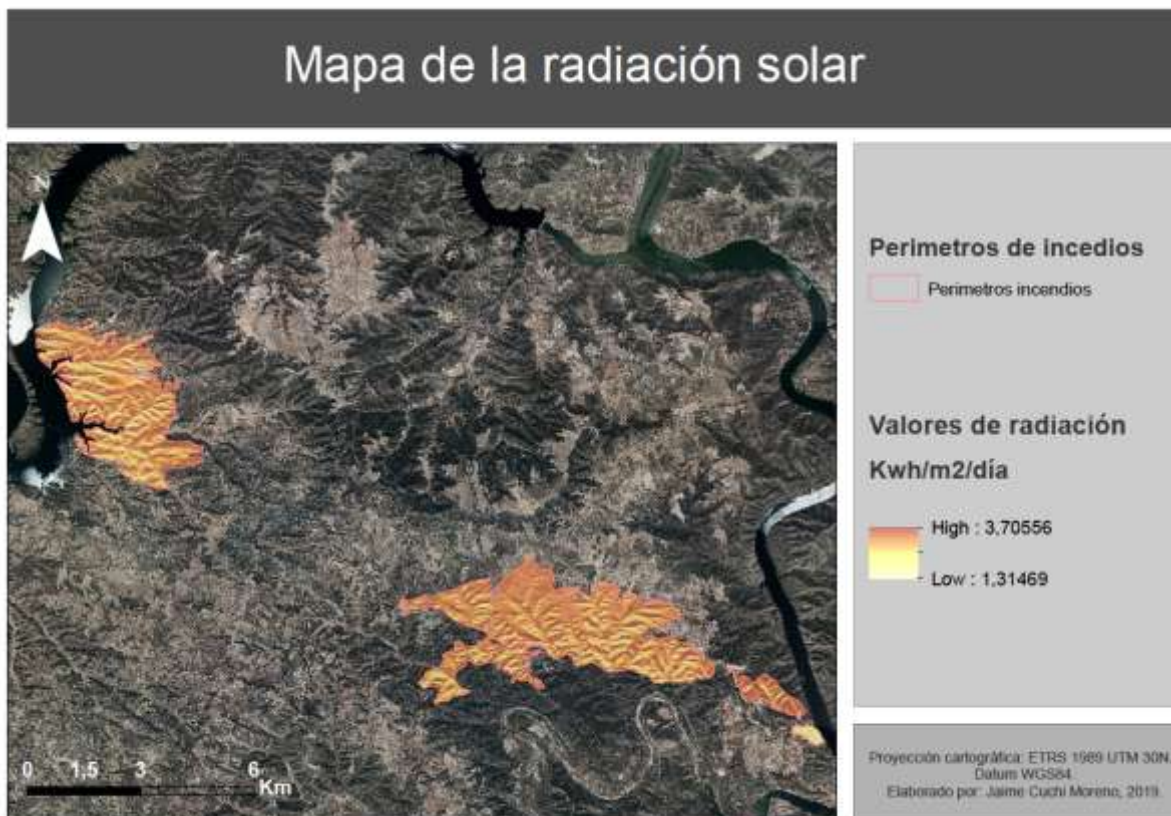 Mapa de la radiación solar
N
Perimetros de incedios
Perimetros incendios
Valores de radiación
Kwh/m2/día
High : 3,70556
Low : 1,31469
0 1,5 3 6
Km
Proyección cartográfica: ETRS 1989 UTM 30N.
Datum WGS84.
Elaborado por: Jaime Cuchi Moreno, 2019.